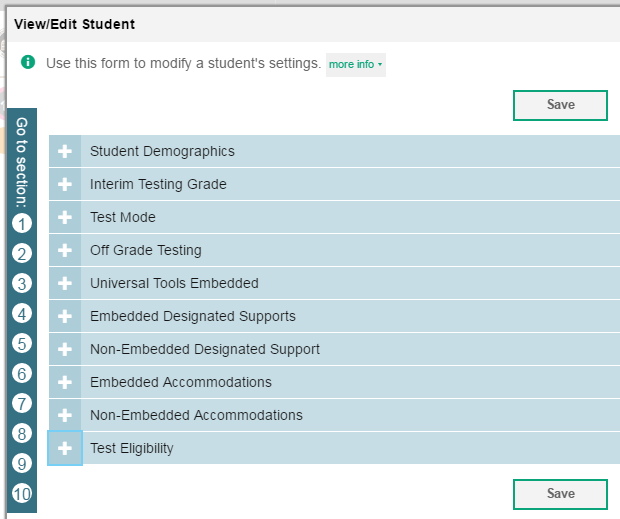 View/Edit Student
Use this form to modify a student's settings. more info
Save
Go to section:
1
2
3
4
5
6
7
8
9
10
Student Demographics
Interim Testing Grade
Test Mode
Off Grade Testing
Universal Tools Embedded
Embedded Designated Supports
Non-Embedded Designated Support
Embedded Accommodations
Non-Embedded Accommodations
Test Eligibility
Save